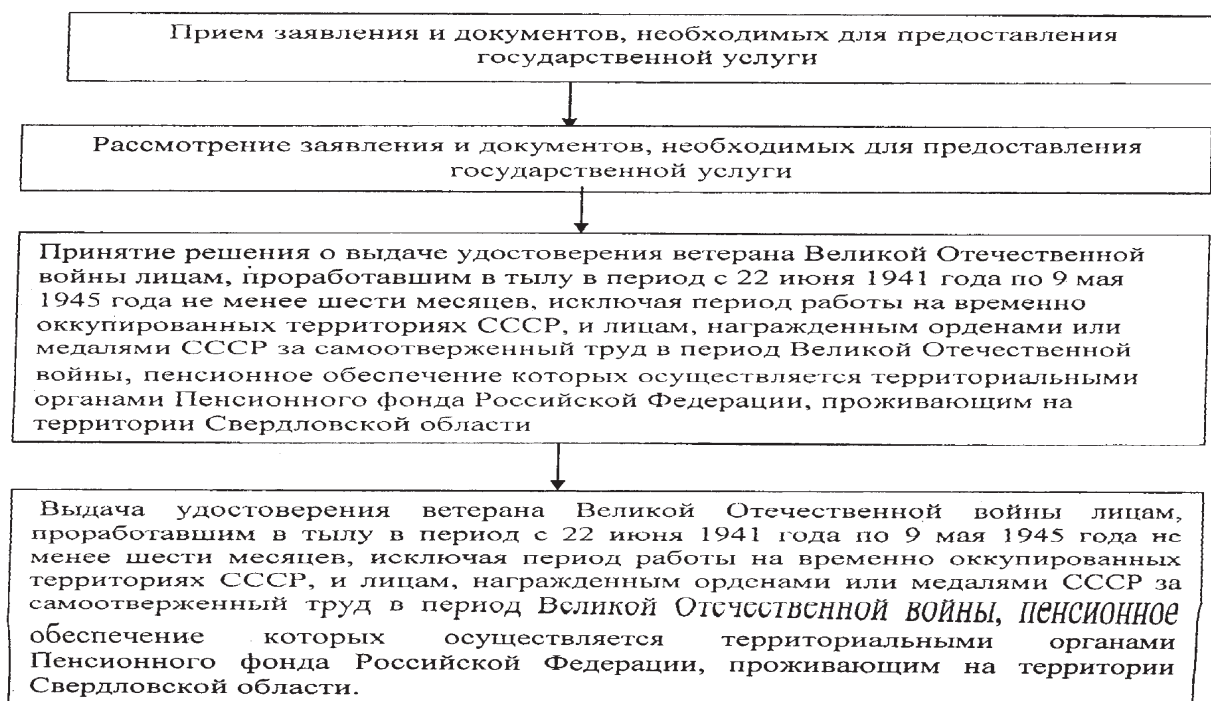 Прием заявления и документов, необходимых для предоставления
государственной услуги
Рассмотрение заявления и документов, необходимых для предоставления
государственной услуги
Принятие решения о выдаче удостоверения ветерана Великой Отечественной
войны лицам, проработавшим в тылу в период с 22 июня 1941 года по 9 мая
1945 года не менее шести месяцев, исключая период работы на временно
оккупированных территориях СССР, и лицам, награжденным орденами или
медалями СССР за самоотверженный труд в период Великой Отечественной
войны, пенсионное обеспечение которых осуществляется территориальными
органами Пенсионного фонда Российской Федерации, проживающим на
территории Свердловской области
Выдача удостоверения ветерана Великой Отечественной войны лицам,
проработавшим в тылу в период с 22 июня 1941 года по 9 мая 1945 года не
менее шести месяцев, исключая период работы на временно оккупированных
территориях СССР, и лицам, награжденным орденами или медалями СССР за
самоотверженный труд в период Великой Отечественной войны, пенсионное
обеспечение которых осуществляется территориальными органами
Пенсионного фонда Российской Федерации, проживающим на территории
Свердловской области.